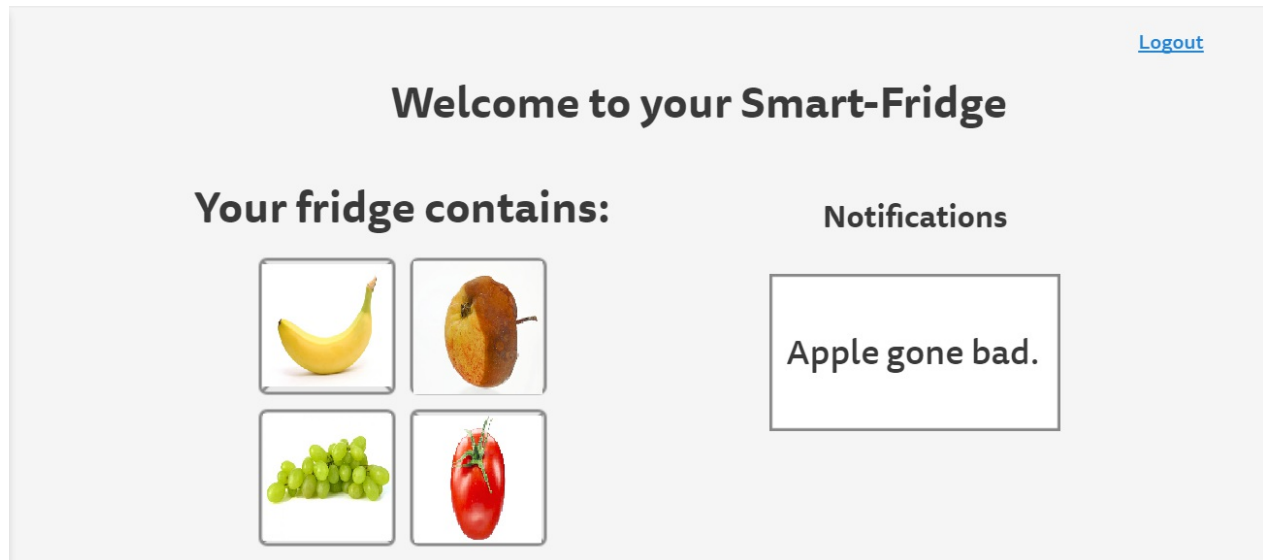 Logout
Welcome to your Smart-Fridge
Your fridge contains:
Notifications
Apple gone bad.